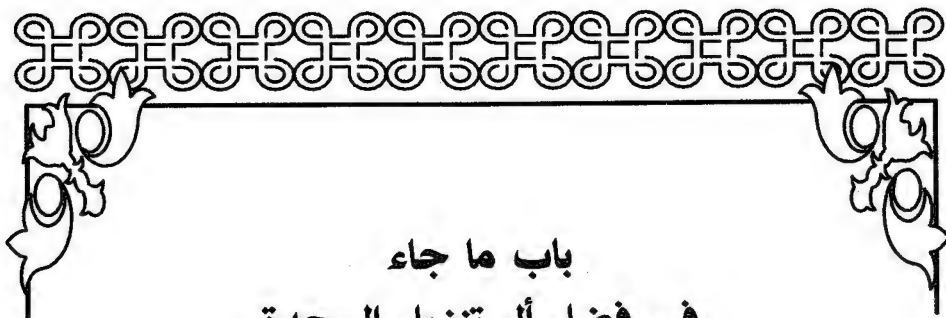 باب ما جاء
في فضل ألم تنزيل السجدة